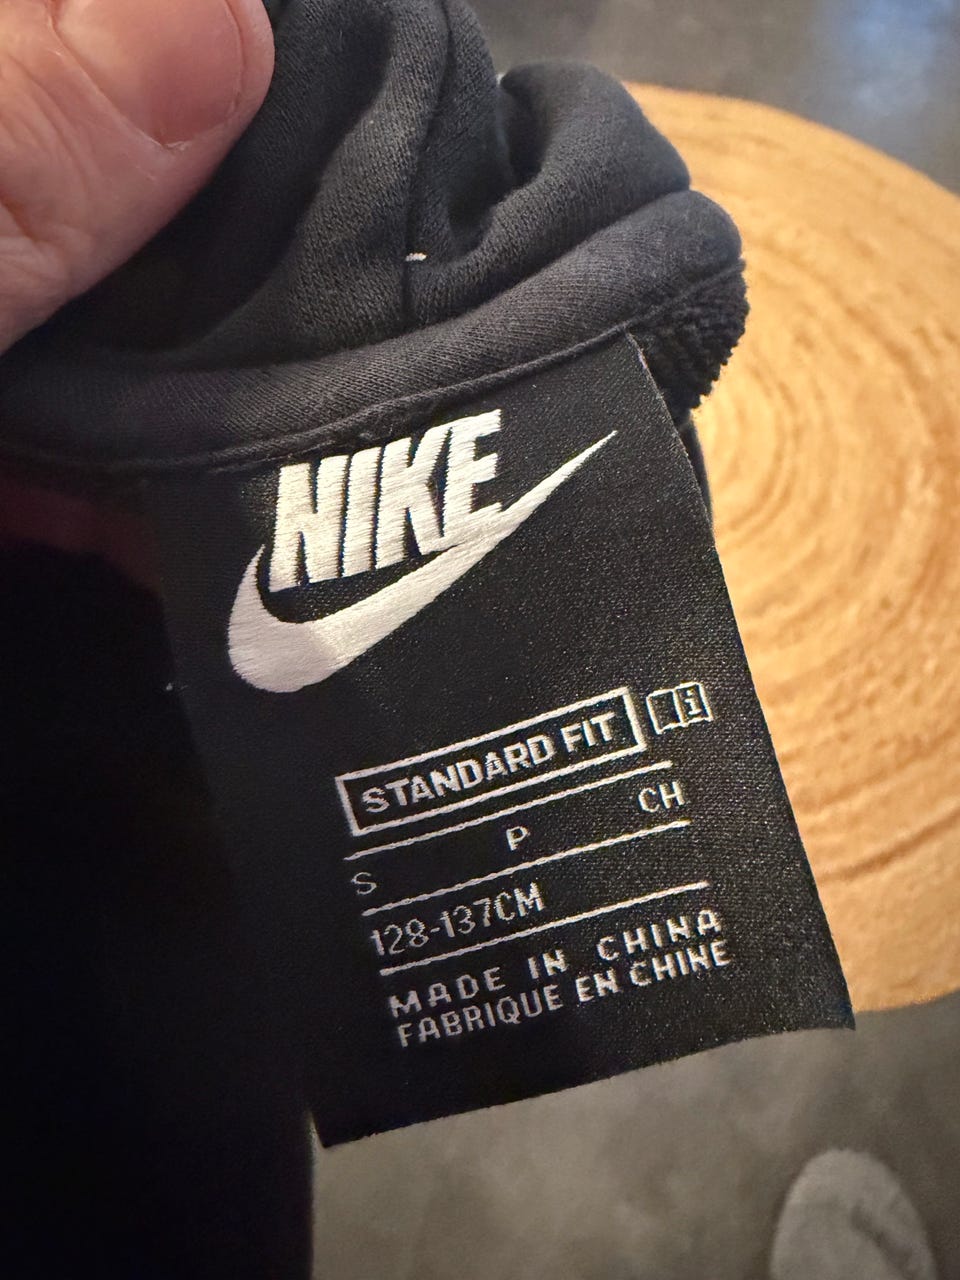 NIKE
STANDARD FIT i
S P CH
128-137CM
MADE IN CHINA
FABRIQUE EN CHINE